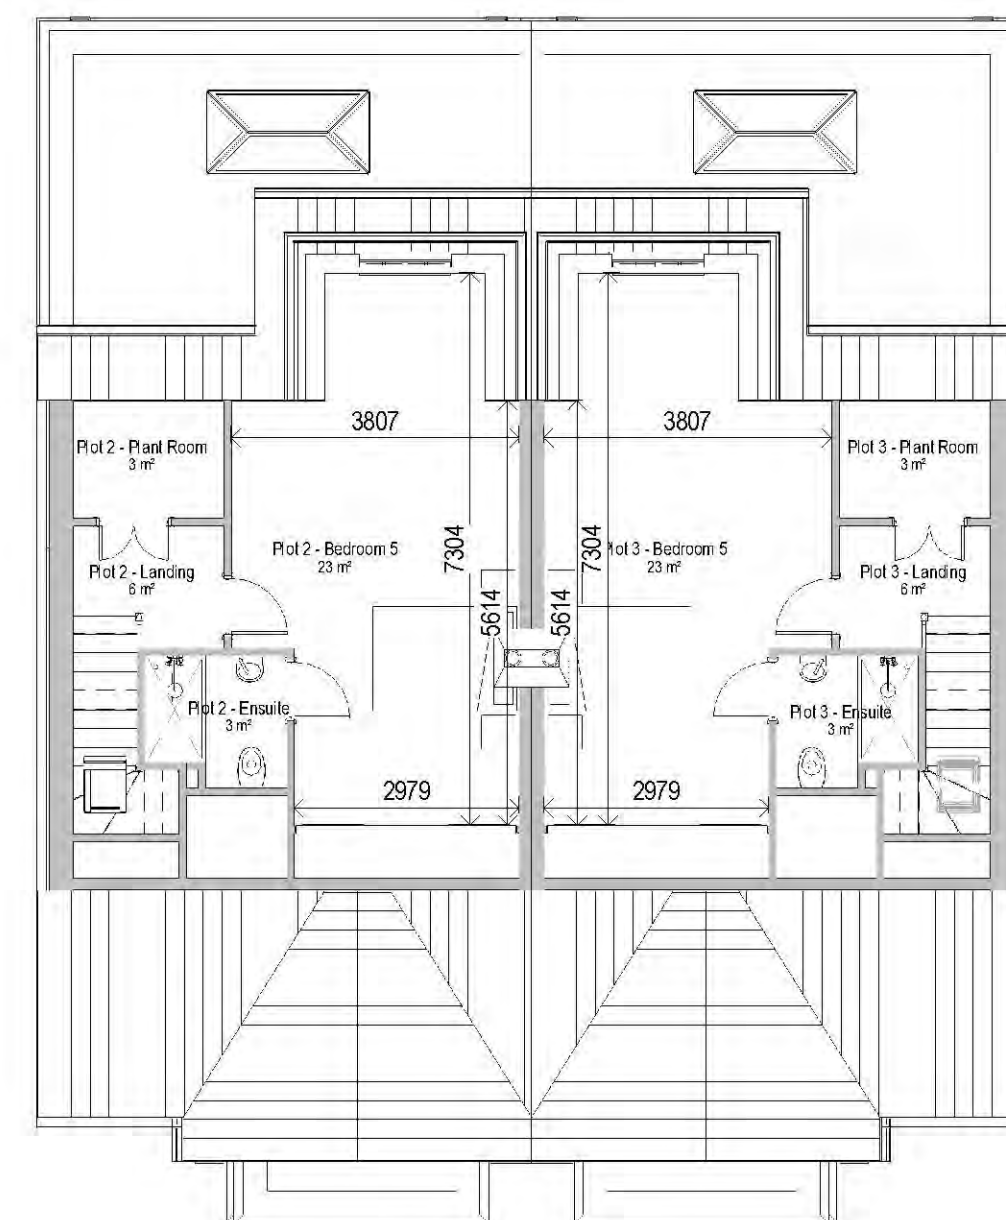 3807
3807
Plot 2 - Plant Room
3 m²
Plot 3 - Plant Room
3 m²
7304
7304
Plot 2 - Bedroom 5
23 m²
Plot 3 - Bedroom 5
23 m²
Plot 2 - Landing
6 m²
Plot 3 - Landing
6 m²
5614
5614
Plot 2 - Ensuite
3 m²
Plot 3 - Ensuite
3 m²
2979
2979